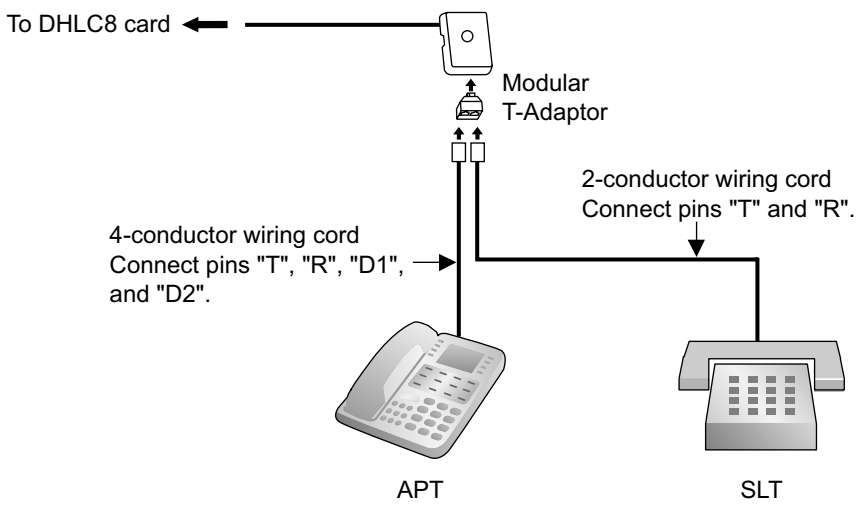 To DHLC8 card
Modular
T-Adaptor
2-conductor wiring cord
Connect pins "T" and "R".
4-conductor wiring cord
Connect pins "T", "R", "D1",
and "D2".
APT
SLT